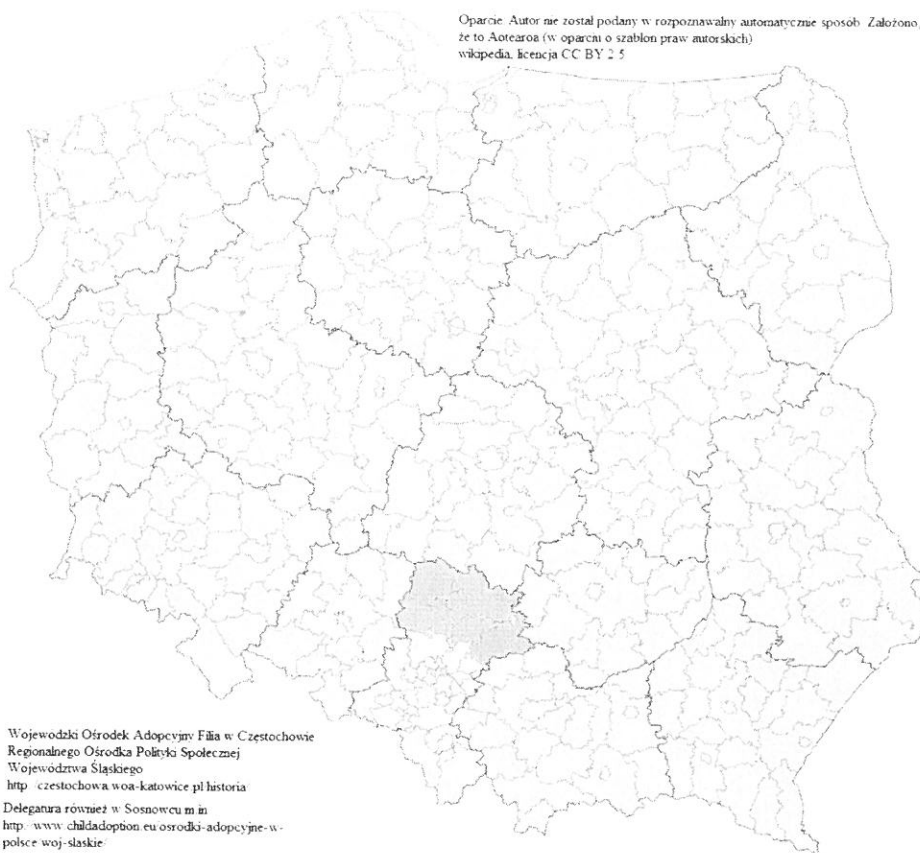 Oparcie. Autor nie został podany w rozpoznawalny automatycznie sposób. Założono,
że to Aotearoa (w oparciu o szablon praw autorskich)
wikipedia, licencja CC BY 2.5
Wojewodzki Ośrodek Adopcyjny Filia w Częstochowie
Regionalnego Ośrodka Polityki Społecznej
Województwa Śląskiego
http czestochowa.woa-katowice.pl historia
Delegatura również w Sosnowcu m.in
http: www.childadoption.eu osrodki-adopcyjne-w-
polsce woj-slaskie